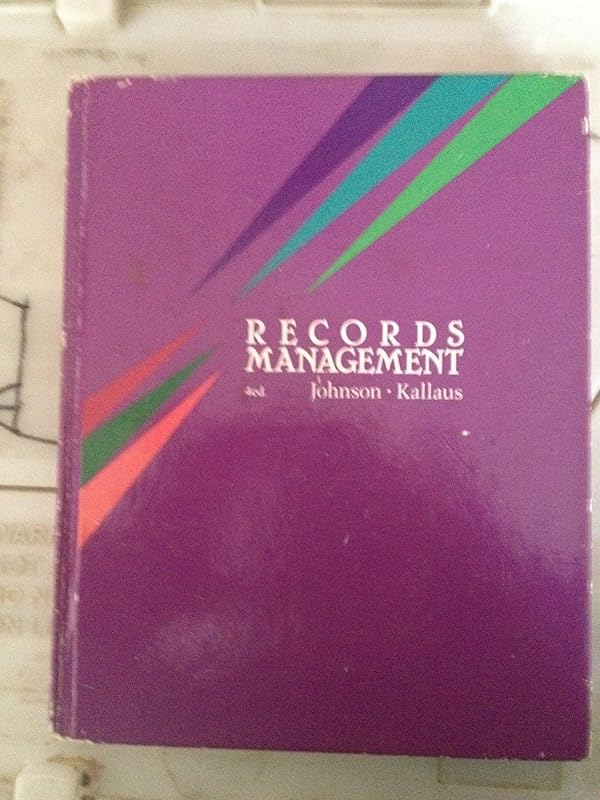 RECORDS
MANAGEMENT
4ed. Johnson · Kallaus